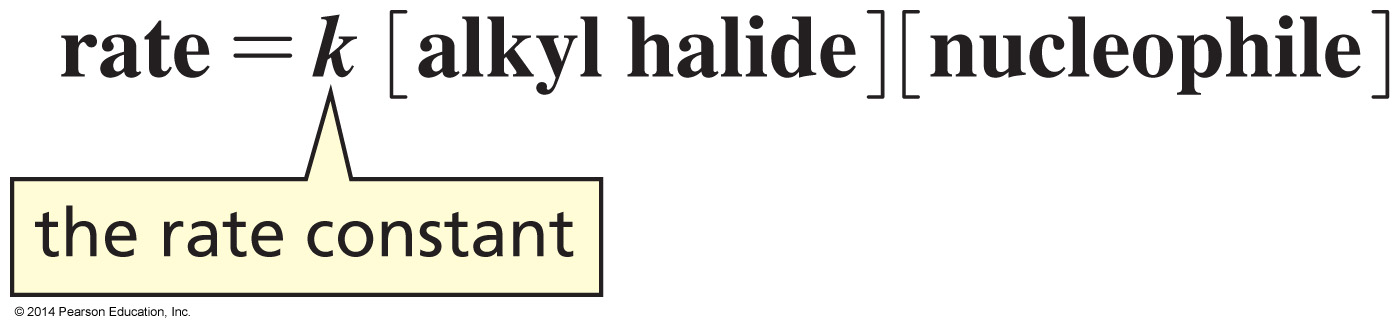 rate = k [alkyl halide][nucleophile]
the rate constant
© 2014 Pearson Education, Inc.